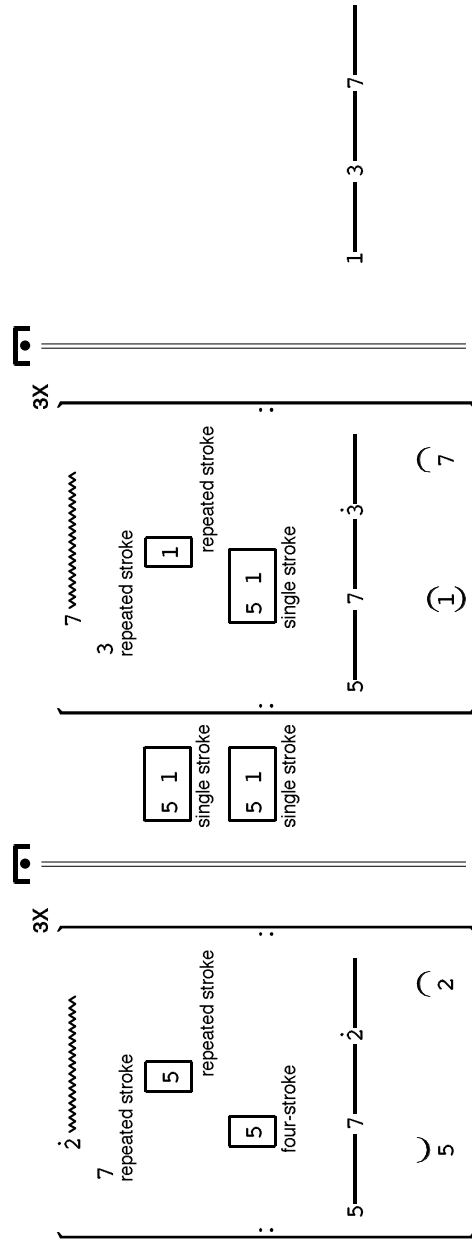 3X 3X
2̇ 7
7 3
repeated stroke repeated stroke
5 5 1 1
repeated stroke single stroke repeated stroke
5 5 1 5 1
four-stroke single stroke single stroke
5 7 2̇ 5 7 3̇ 1 3 7
5 2 1 7